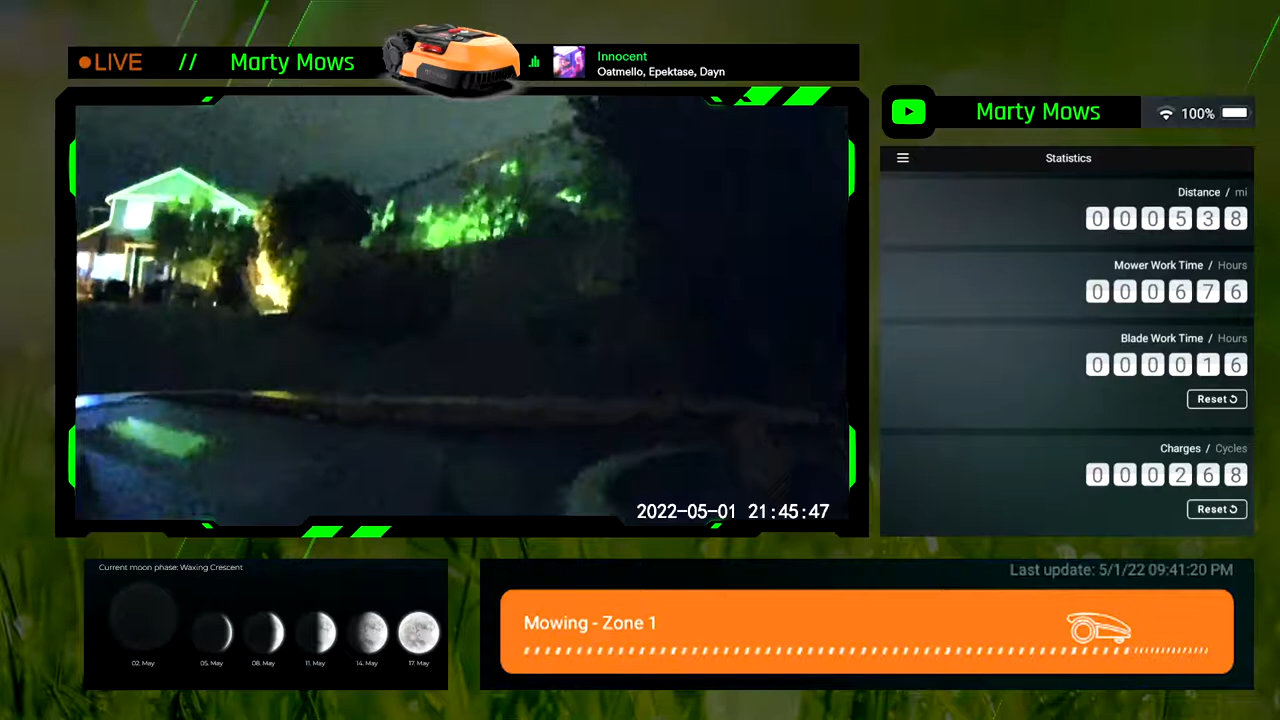 LIVE // Marty Mows
Innocent
Oatmello, Epektase, Dayn
Marty Mows
100%
Statistics
Distance / mi
000538
Mower Work Time / Hours
000676
Blade Work Time / Hours
000016
Reset
Charges / Cycles
000268
Reset
2022-05-01 21:45:47
Current moon phase: Waxing Crescent
02. May 05. May 08. May 11. May 14. May 17. May
Last update: 5/1/22 09:41:20 PM
Mowing - Zone 1